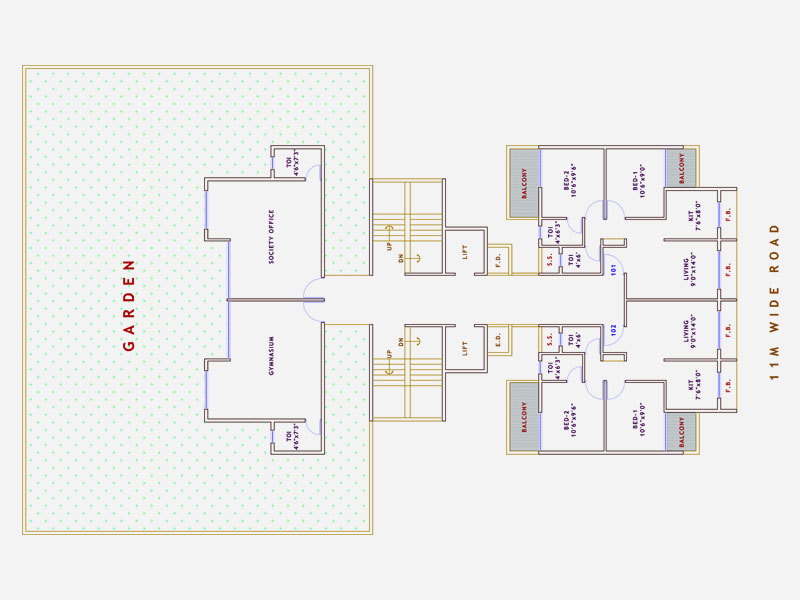 GARDEN
TOI
4'6"x7'3"
SOCIETY OFFICE
GYMNASIUM
TOI
4'6"x7'3"
UP
DN
LIFT
F.D.
UP
DN
LIFT
E.D.
BALCONY
BED-2
10'6"x9'6"
BED-1
10'6"x9'0"
BALCONY
TOI
4'x6'3"
S.S.
TOI
4'x6'
101
KIT
7'6"x8'0"
F.B.
LIVING
9'0"x14'0"
F.B.
102
LIVING
9'0"x14'0"
F.B.
S.S.
TOI
4'x6'
TOI
4'x6'3"
KIT
7'6"x8'0"
F.B.
BALCONY
BED-2
10'6"x9'6"
BED-1
10'6"x9'0"
BALCONY
11M WIDE ROAD